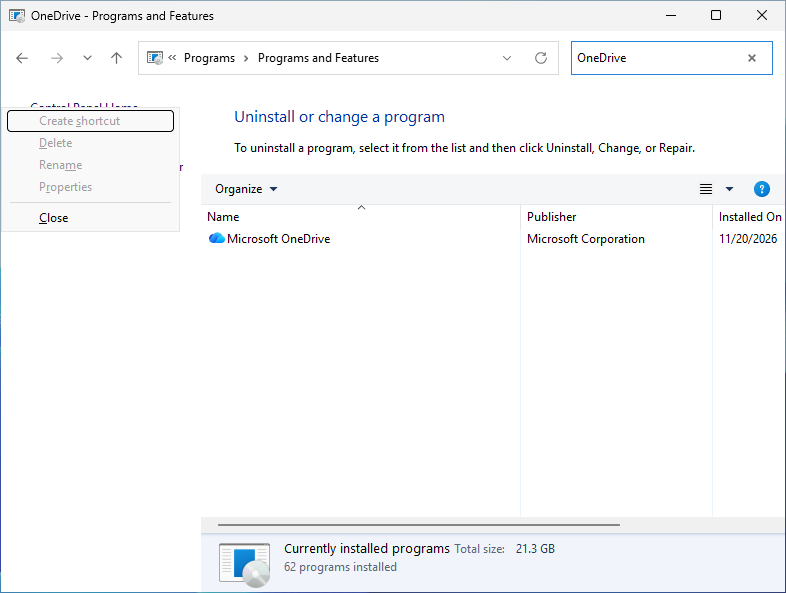 OneDrive - Programs and Features
« Programs › Programs and Features
OneDrive
Control Panel Home
Create shortcut
Delete
Rename
Properties
Close
r
Uninstall or change a program
To uninstall a program, select it from the list and then click Uninstall, Change, or Repair.
Organize
?
Name Publisher Installed On
Microsoft OneDrive Microsoft Corporation 11/20/2026
Currently installed programs Total size: 21.3 GB
62 programs installed